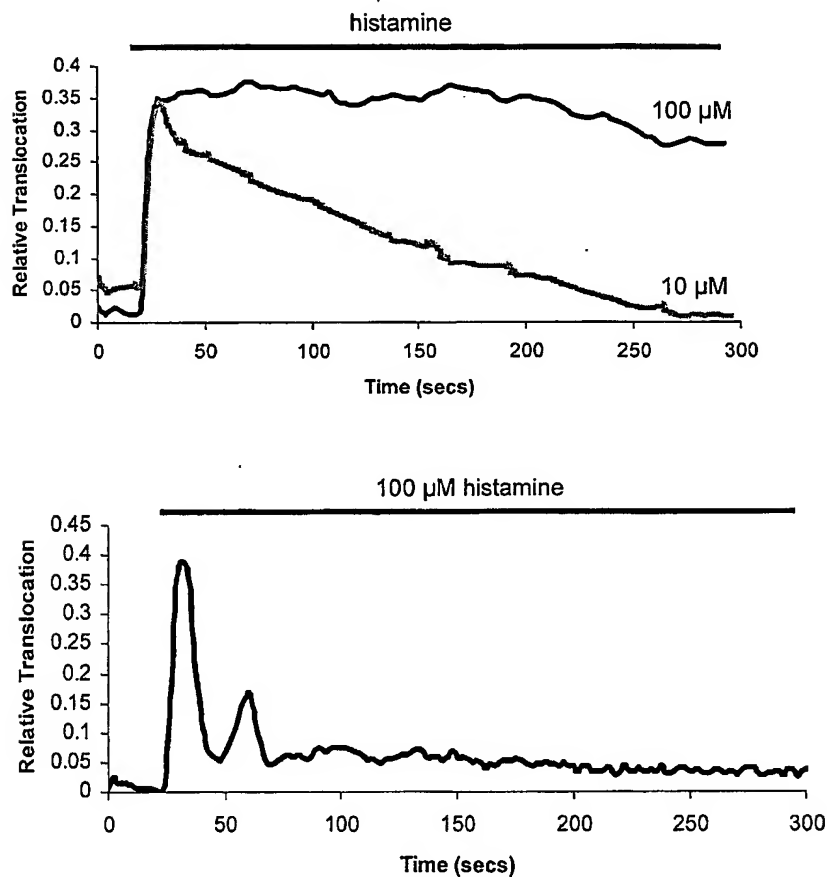 histamine
0.4
0.35
0.3
0.25
0.2
0.15
0.1
0.05
0
Relative Translocation
100 µM
10 µM
0 50 100 150 200 250 300
Time (secs)
100 µM histamine
0.45
0.4
0.35
0.3
0.25
0.2
0.15
0.1
0.05
0
Relative Translocation
0 50 100 150 200 250 300
Time (secs)